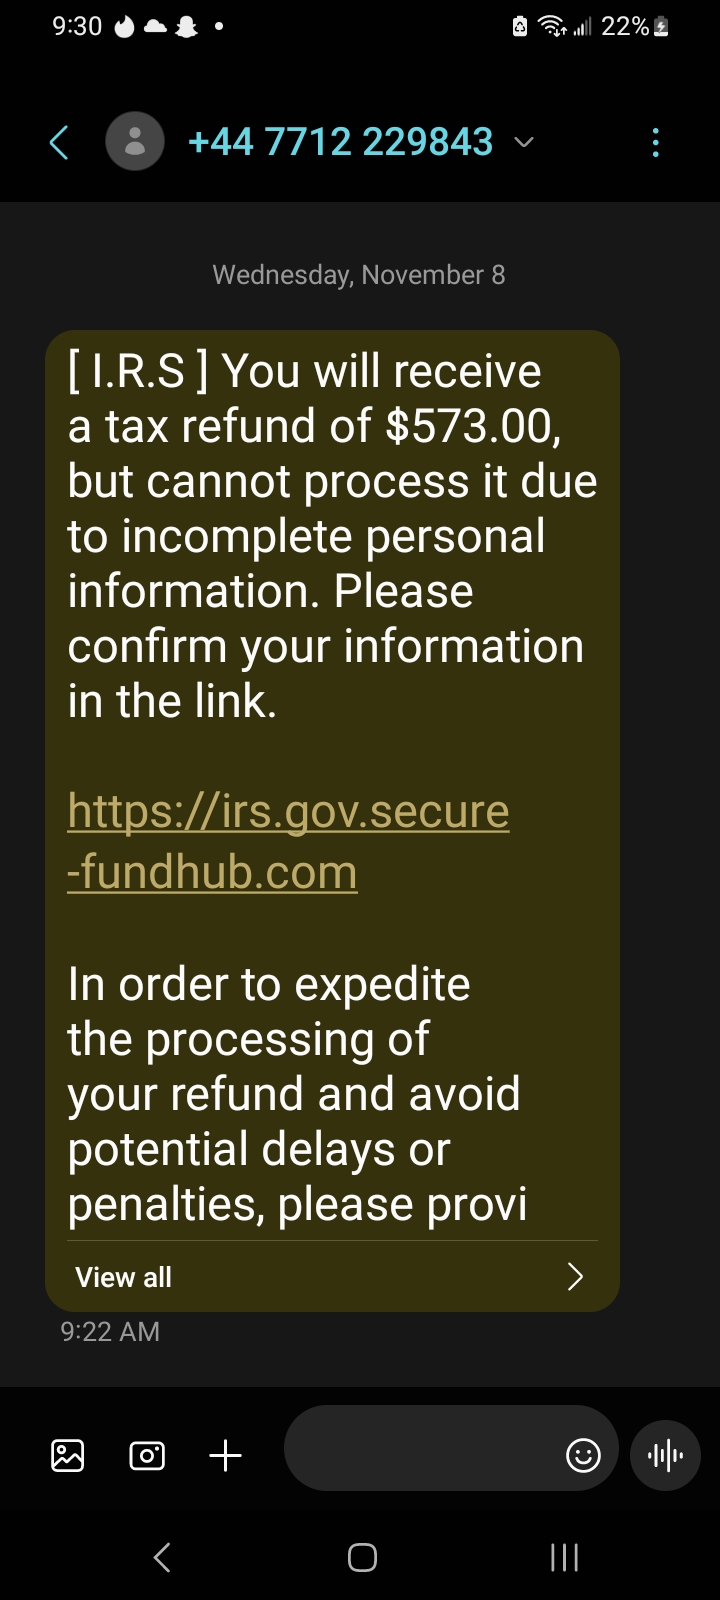 9:30
22%
+44 7712 229843
Wednesday, November 8
[ I.R.S ] You will receive
a tax refund of $573.00,
but cannot process it due
to incomplete personal
information. Please
confirm your information
in the link.
https://irs.gov.secure
-fundhub.com
In order to expedite
the processing of
your refund and avoid
potential delays or
penalties, please provi
View all
9:22 AM